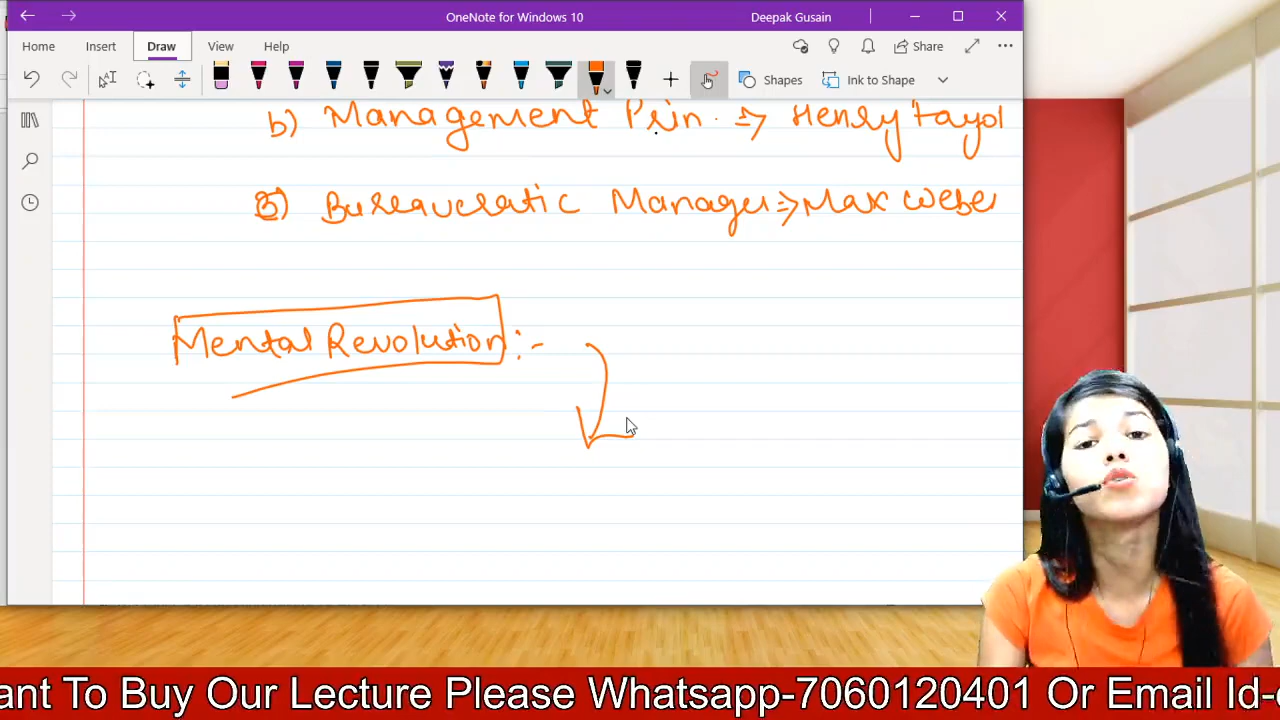 OneNote for Windows 10
Deepak Gusain
Home Insert Draw View Help Share
Shapes Ink to Shape
b) Management Prin. => Henry Fayol
3) Bureaucratic Manager => Max Weber
Mental Revolution :-
ant To Buy Our Lecture Please Whatsapp-7060120401 Or Email Id-